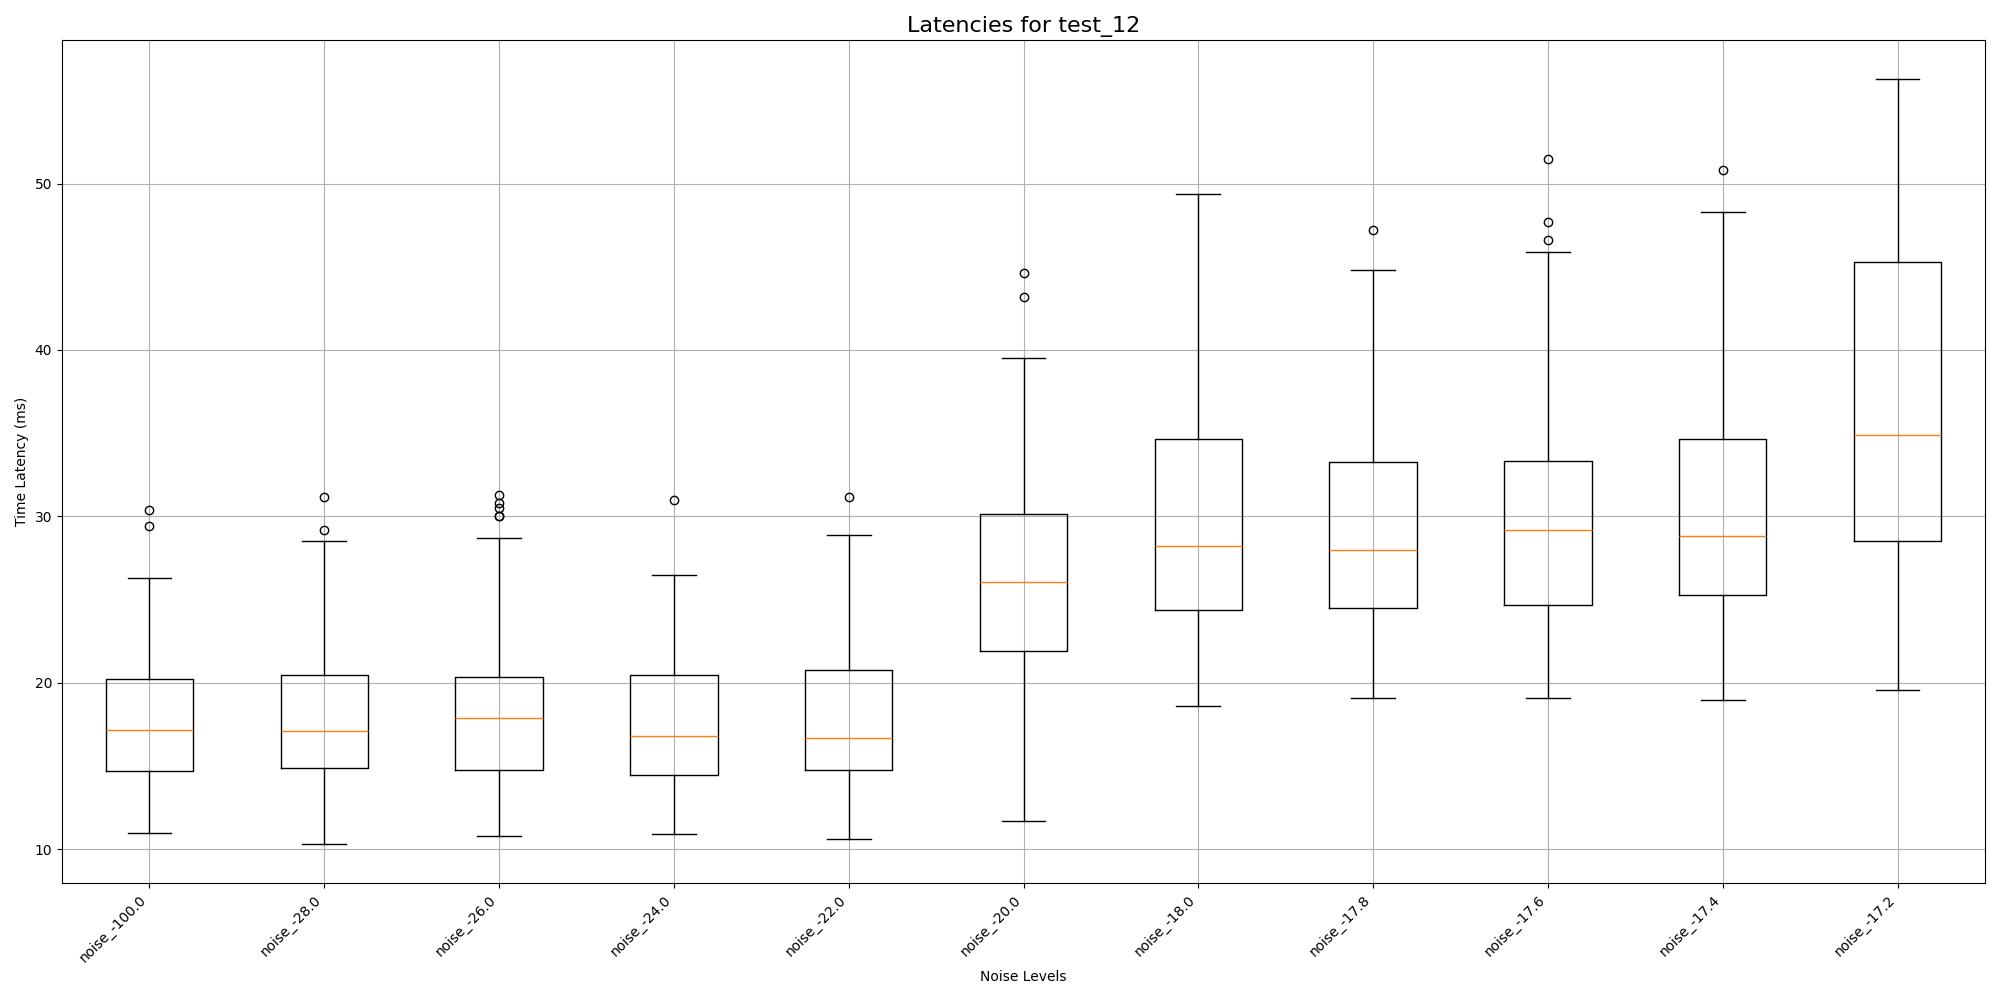 Latencies for test_12
Time Latency (ms)
50
40
30
20
10
noise_-100.0
noise_-28.0
noise_-26.0
noise_-24.0
noise_-22.0
noise_-20.0
noise_-18.0
noise_-17.8
noise_-17.6
noise_-17.4
noise_-17.2
Noise Levels